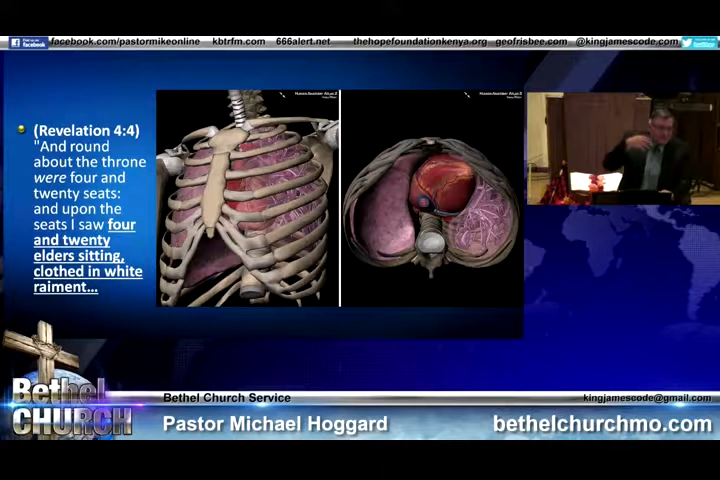 facebook.com/pastormikeonline kbtrfm.com 666alert.net thehopefoundationkenya.org geofrisbee.com @kingjamescode.com
facebook
(Revelation 4:4)
"And round
about the throne
were four and
twenty seats:
and upon the
seats I saw four
and twenty
elders sitting,
clothed in white
raiment...
Bethel
CHURCH
Bethel Church Service
kingjamescode@gmail.com
Pastor Michael Hoggard
bethelchurchmo.com